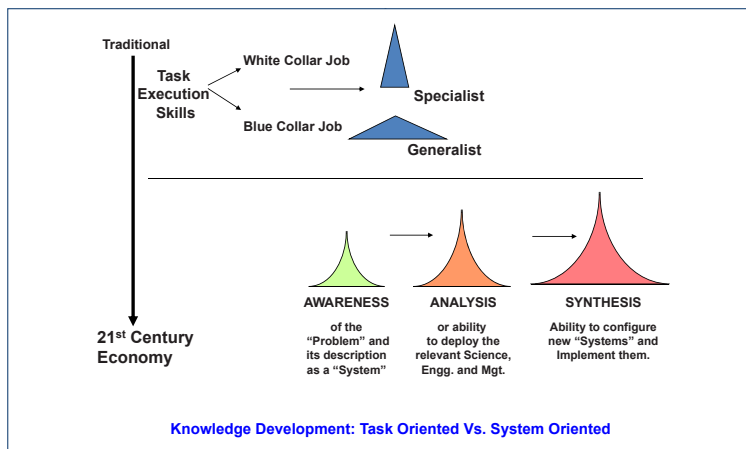 Traditional
White Collar Job
Task
Execution
Skills
Specialist
Blue Collar Job
Generalist
AWARENESS
of the
“Problem” and
its description
as a “System”
ANALYSIS
or ability
to deploy the
relevant Science,
Engg. and Mgt.
SYNTHESIS
Ability to configure
new “Systems” and
Implement them.
21st Century
Economy
Knowledge Development: Task Oriented Vs. System Oriented